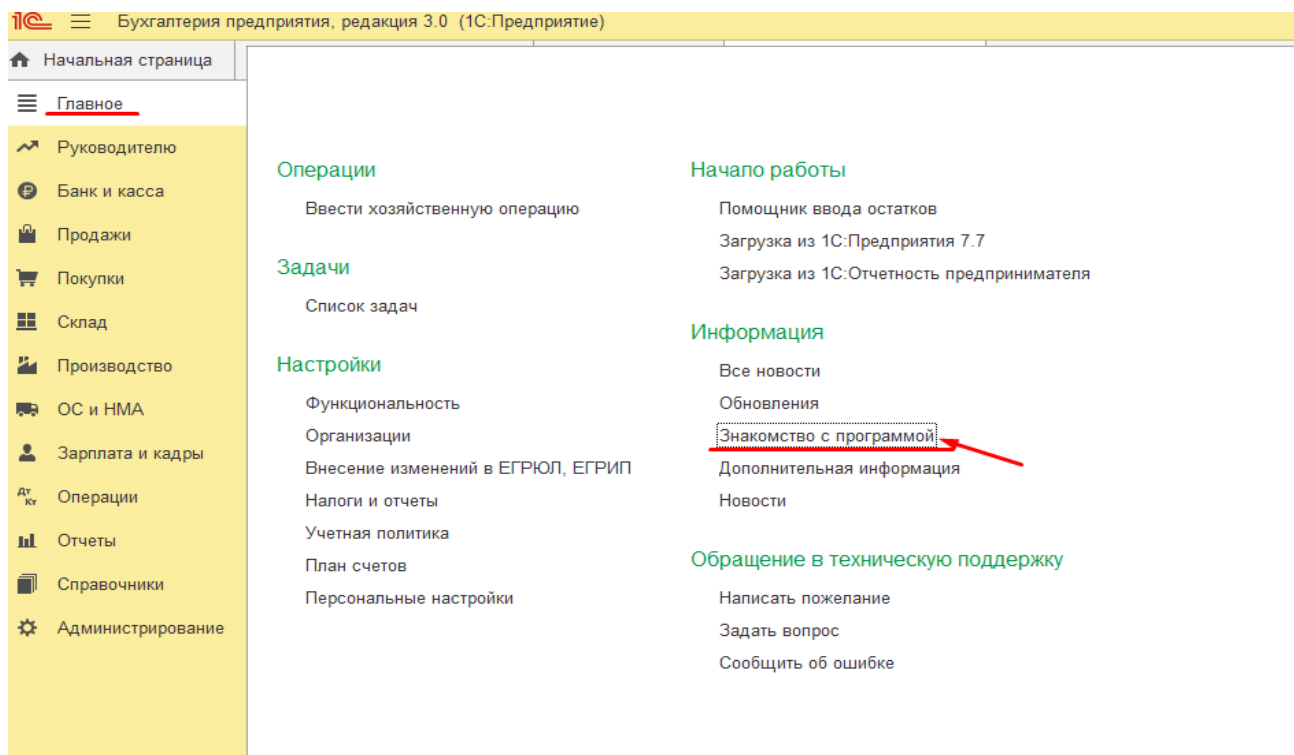 1С Бухгалтерия предприятия, редакция 3.0 (1С:Предприятие)
Начальная страница
Главное
Руководителю
Банк и касса
Продажи
Покупки
Склад
Производство
ОС и НМА
Зарплата и кадры
Дт Кт Операции
Отчеты
Справочники
Администрирование
Операции
Ввести хозяйственную операцию
Задачи
Список задач
Настройки
Функциональность
Организации
Внесение изменений в ЕГРЮЛ, ЕГРИП
Налоги и отчеты
Учетная политика
План счетов
Персональные настройки
Начало работы
Помощник ввода остатков
Загрузка из 1С:Предприятия 7.7
Загрузка из 1С:Отчетность предпринимателя
Информация
Все новости
Обновления
Знакомство с программой
Дополнительная информация
Новости
Обращение в техническую поддержку
Написать пожелание
Задать вопрос
Сообщить об ошибке